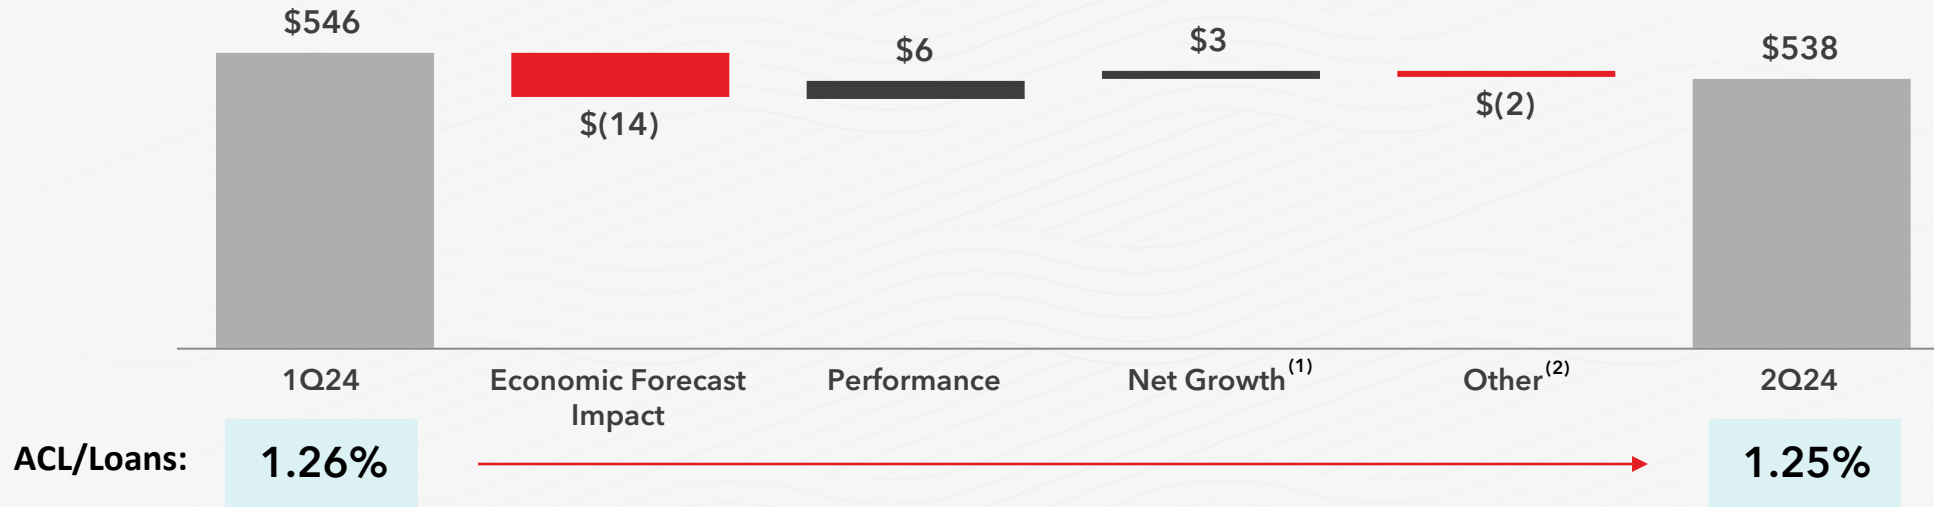 $546
$(14)
$6
$3
$(2)
$538
1Q24
Economic Forecast
Impact
Performance
Net Growth(1)
Other(2)
2Q24
ACL/Loans: 1.26% 1.25%